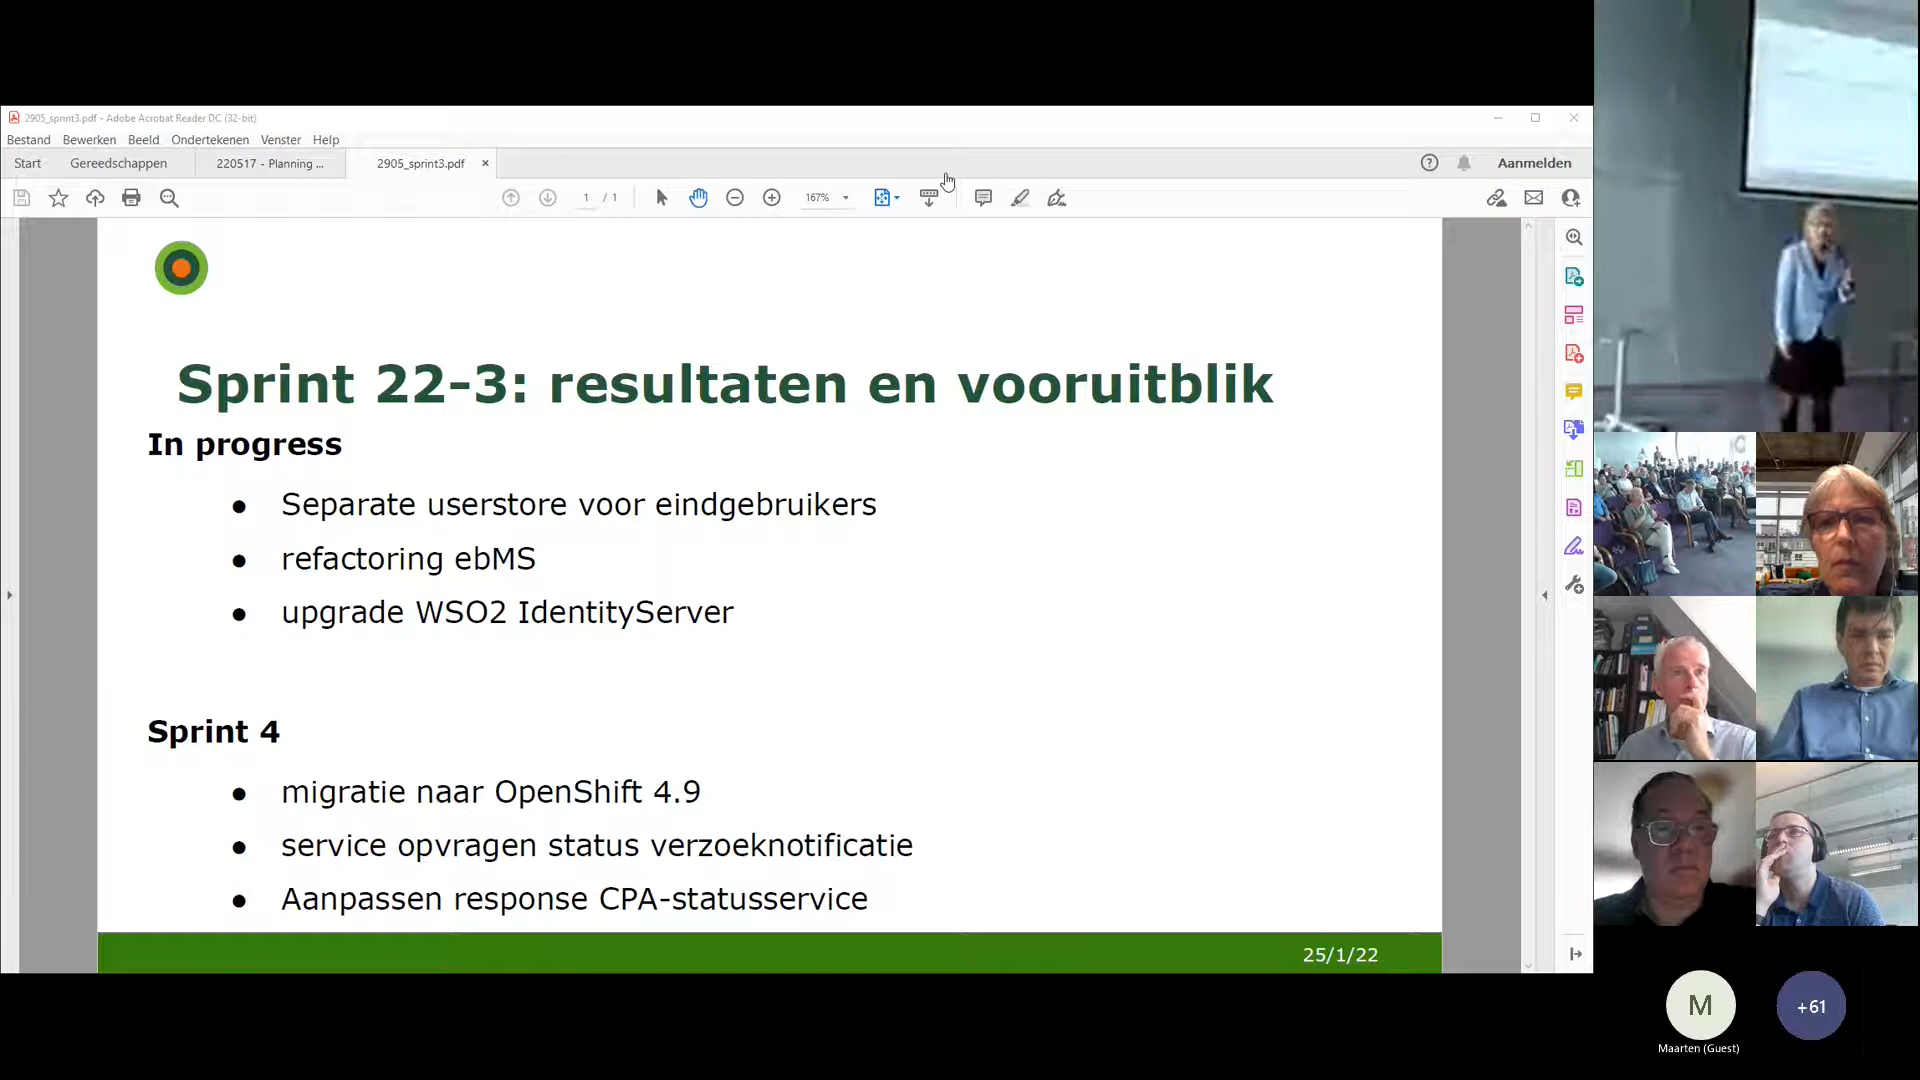 2905_sprint3.pdf - Adobe Acrobat Reader DC (32-bit)
Bestand Bewerken Beeld Ondertekenen Venster Help
Start Gereedschappen 220517 - Planning ... 2905_sprint3.pdf Aanmelden
1 / 1 167%
Sprint 22-3: resultaten en vooruitblik
In progress
● Separate userstore voor eindgebruikers
● refactoring ebMS
● upgrade WSO2 IdentityServer
Sprint 4
● migratie naar OpenShift 4.9
● service opvragen status verzoeknotificatie
● Aanpassen response CPA-statusservice
25/1/22
M
+61
Maarten (Guest)